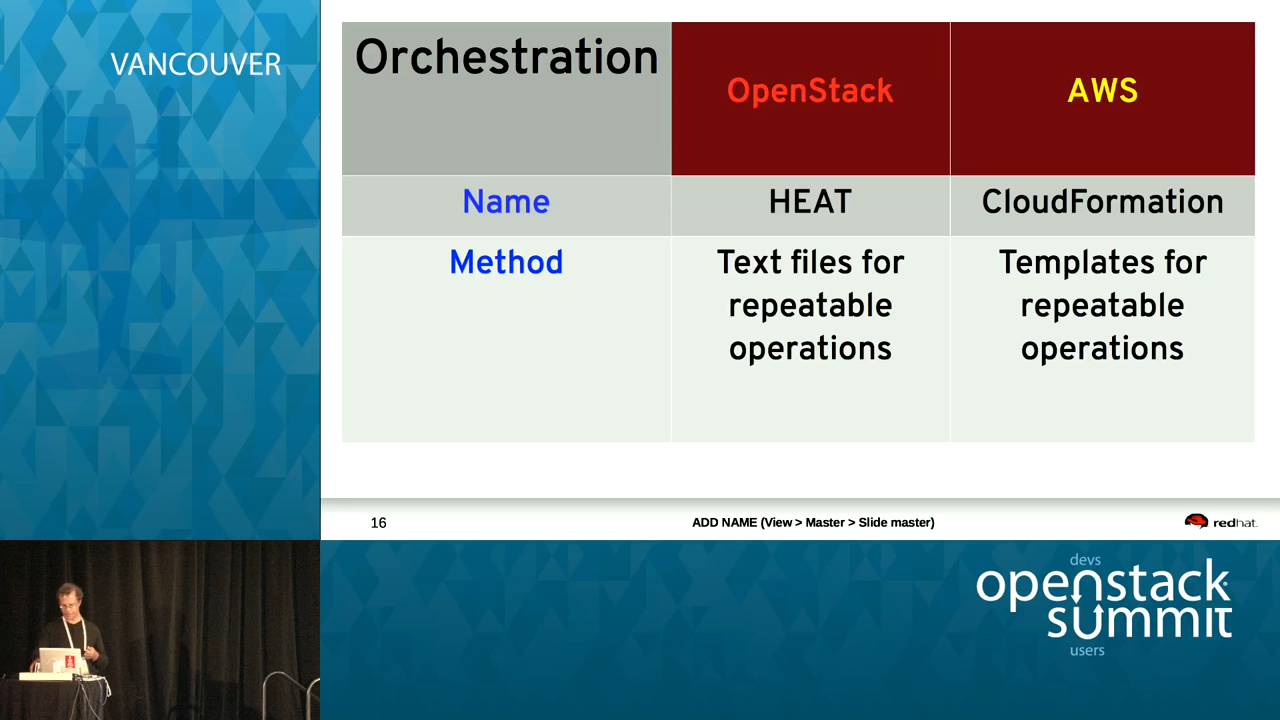 VANCOUVER
Orchestration
OpenStack
AWS
Name
HEAT
CloudFormation
Method
Text files for
repeatable
operations
Templates for
repeatable
operations
16
ADD NAME (View > Master > Slide master)
redhat.
devs
openstack
summit
users